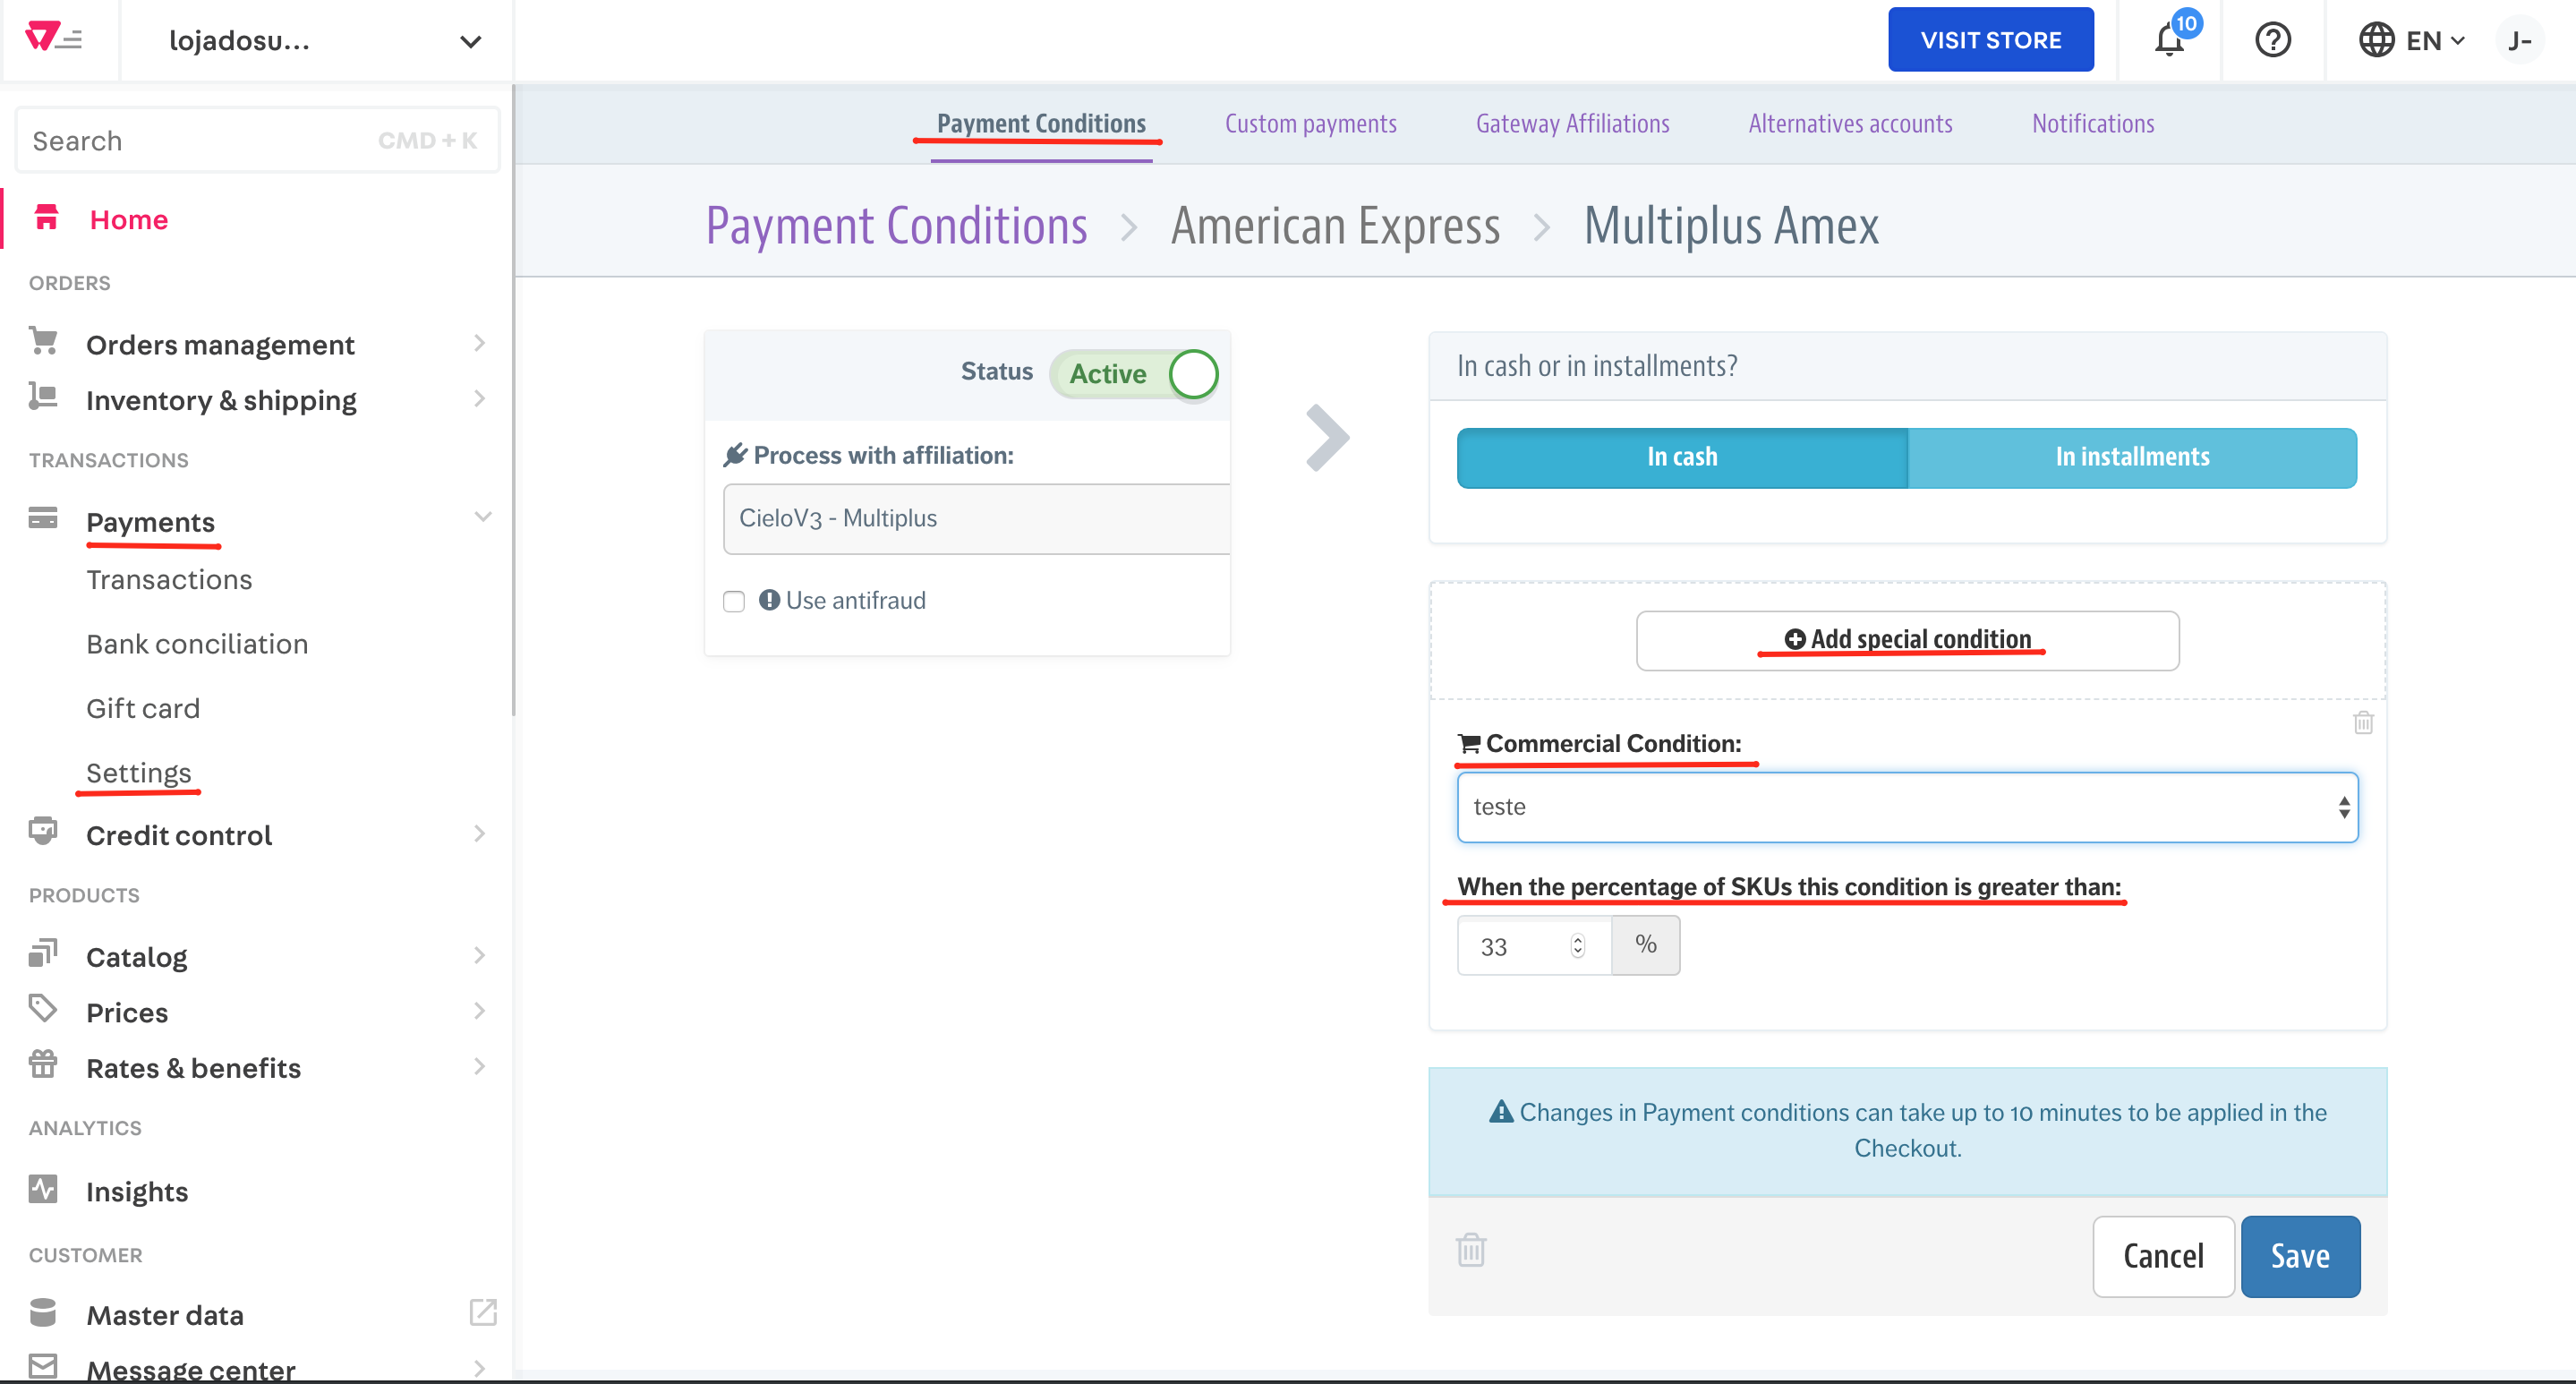 lojadosu...
VISIT STORE
10
EN
J-
Search
CMD + K
Home
ORDERS
Orders management
Inventory & shipping
TRANSACTIONS
Payments
Transactions
Bank conciliation
Gift card
Settings
Credit control
PRODUCTS
Catalog
Prices
Rates & benefits
ANALYTICS
Insights
CUSTOMER
Master data
Message center
Payment Conditions
Custom payments
Gateway Affiliations
Alternatives accounts
Notifications
Payment Conditions > American Express > Multiplus Amex
Status
Active
Process with affiliation:
CieloV3 - Multiplus
Use antifraud
In cash or in installments?
In cash
In installments
Add special condition
Commercial Condition:
teste
When the percentage of SKUs this condition is greater than:
33
%
Changes in Payment conditions can take up to 10 minutes to be applied in the
Checkout.
Cancel
Save